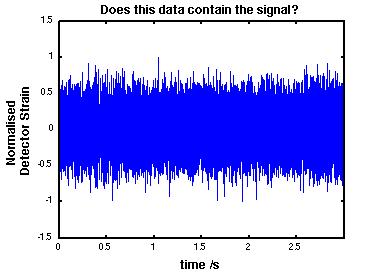 Does this data contain the signal?
Normalised
Detector Strain
1.5
1
0.5
0
-0.5
-1
-1.5
0 0.5 1 1.5 2 2.5
time /s